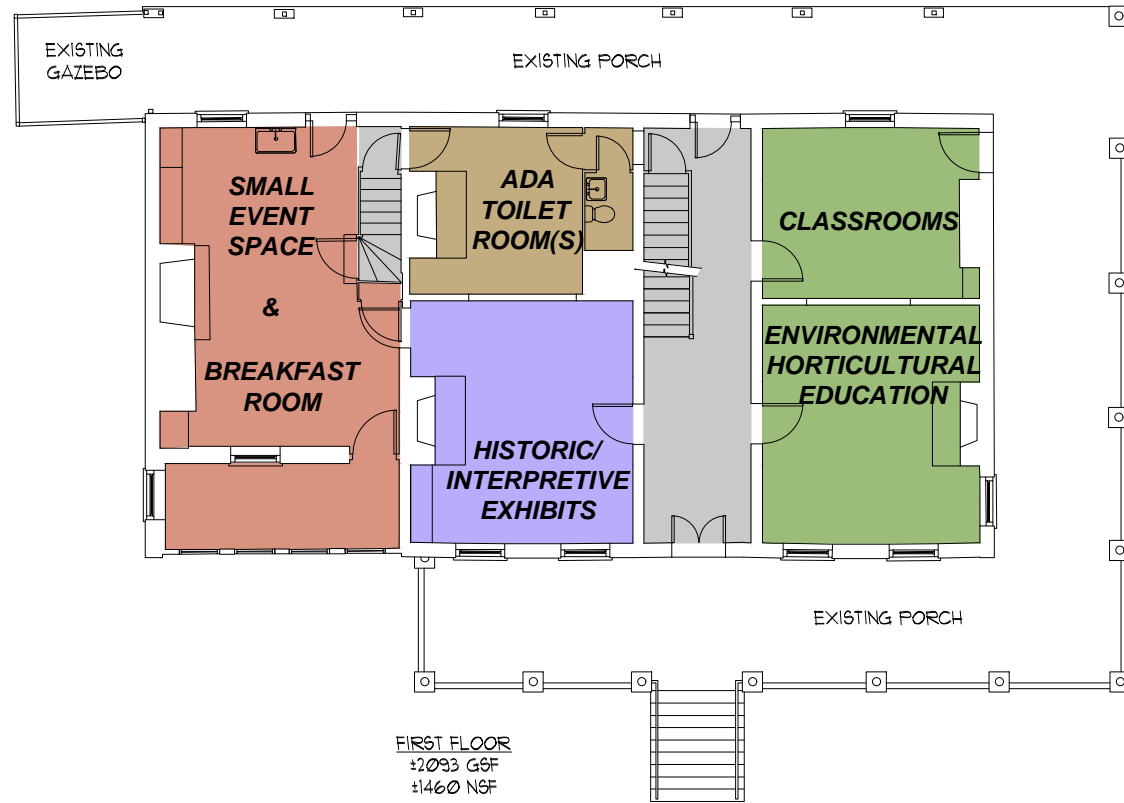 EXISTING
GAZEBO
EXISTING PORCH
SMALL
EVENT
SPACE
&
BREAKFAST
ROOM
ADA
TOILET
ROOM(S)
CLASSROOMS
ENVIRONMENTAL
HORTICULTURAL
EDUCATION
HISTORIC/
INTERPRETIVE
EXHIBITS
EXISTING PORCH
FIRST FLOOR
±2093 GSF
±1460 NSF